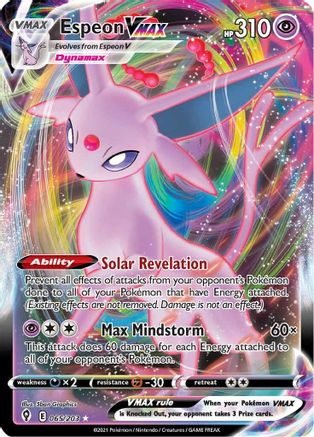 VMAX Espeon VMAX HP 310
Evolves from Espeon V
Dynamax
Ability Solar Revelation
Prevent all effects of attacks from your opponent's Pokémon
done to all of your Pokémon that have Energy attached.
(Existing effects are not removed. Damage is not an effect.)
Max Mindstorm 60×
This attack does 60 damage for each Energy attached to
all of your opponent's Pokémon.
weakness ×2 resistance -30 retreat
Illus. 5ban Graphics
E 065/203 ★
VMAX rule When your Pokémon VMAX
is Knocked Out, your opponent takes 3 Prize cards.
©2021 Pokémon / Nintendo / Creatures / GAME FREAK